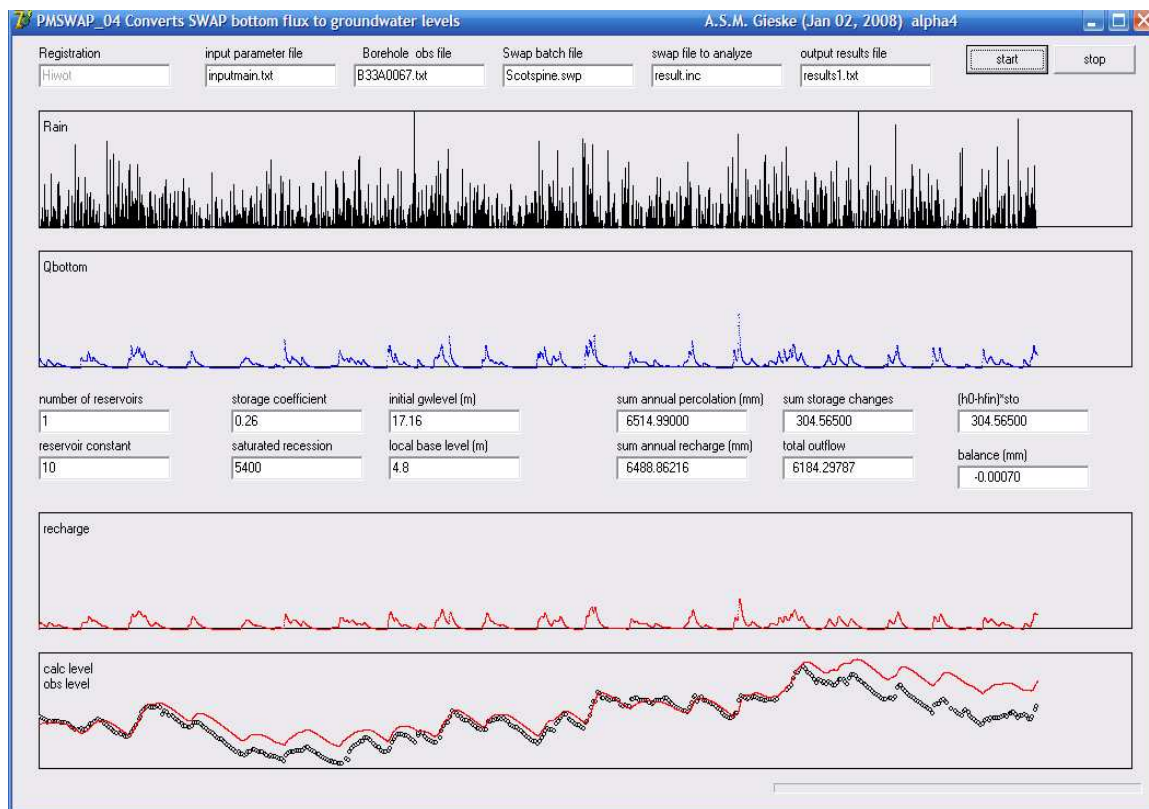 PMSWAP_04 Converts SWAP bottom flux to groundwater levels A.S.M. Gieske (Jan 02, 2008) alpha4
Registration input parameter file Borehole obs file Swap batch file swap file to analyze output results file
Hiwot inputmain.txt B33A0067.txt Scotspine.swp result.inc results1.txt start stop
Rain
Qbottom
number of reservoirs storage coefficient initial gwlevel (m) sum annual percolation (mm) sum storage changes (h0-hfin)*sto
1 0.26 17.16 6514.99000 304.56500 304.56500
reservoir constant saturated recession local base level (m) sum annual recharge (mm) total outflow balance (mm)
10 5400 4.8 6488.86216 6184.29787 -0.00070
recharge
calc level
obs level